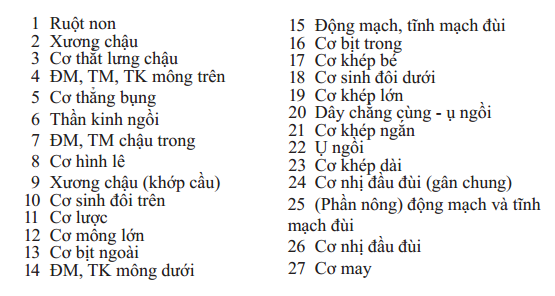 1 Ruột non
2 Xương chậu
3 Cơ thắt lưng chậu
4 ĐM, TM, TK mông trên
5 Cơ thẳng bụng
6 Thần kinh ngồi
7 ĐM, TM chậu trong
8 Cơ hình lê
9 Xương chậu (khớp cầu)
10 Cơ sinh đôi trên
11 Cơ lược
12 Cơ mông lớn
13 Cơ bịt ngoài
14 ĐM, TK mông dưới
15 Động mạch, tĩnh mạch đùi
16 Cơ bịt trong
17 Cơ khép bé
18 Cơ sinh đôi dưới
19 Cơ khép lớn
20 Dây chằng cùng - ụ ngồi
21 Cơ khép ngắn
22 Ụ ngồi
23 Cơ khép dài
24 Cơ nhị đầu đùi (gân chung)
25 (Phần nông) động mạch và tĩnh
mạch đùi
26 Cơ nhị đầu đùi
27 Cơ may